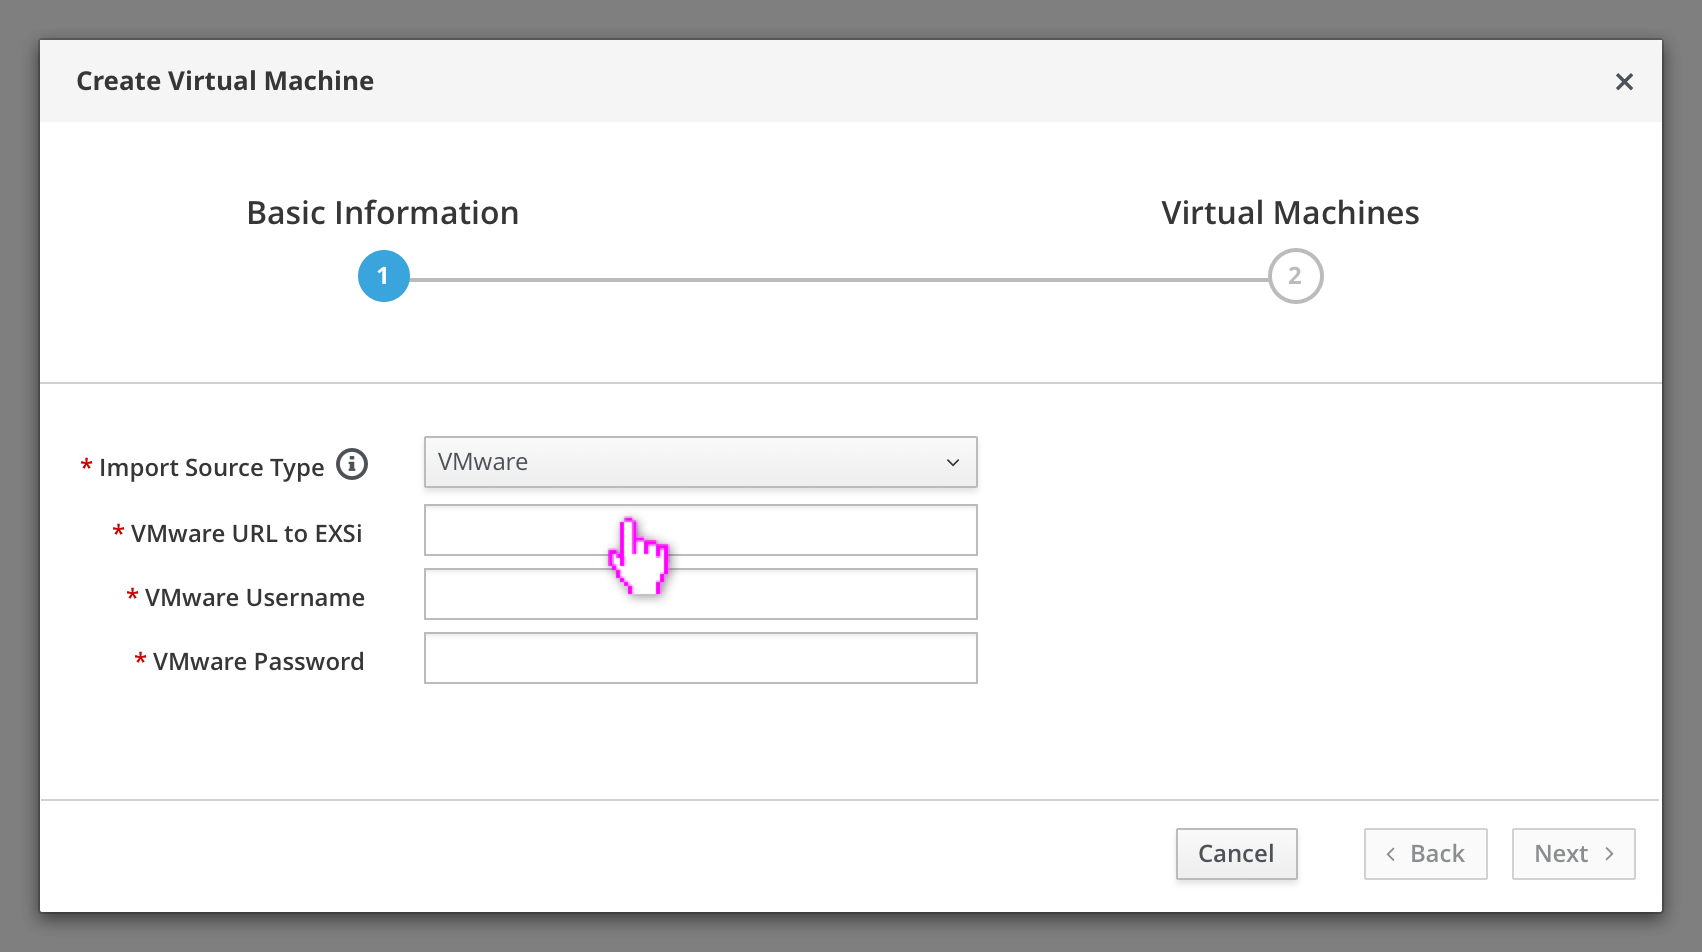 Create Virtual Machine
Basic Information
Virtual Machines
1
2
* Import Source Type
VMware
* VMware URL to EXSi
* VMware Username
* VMware Password
Cancel
Back
Next